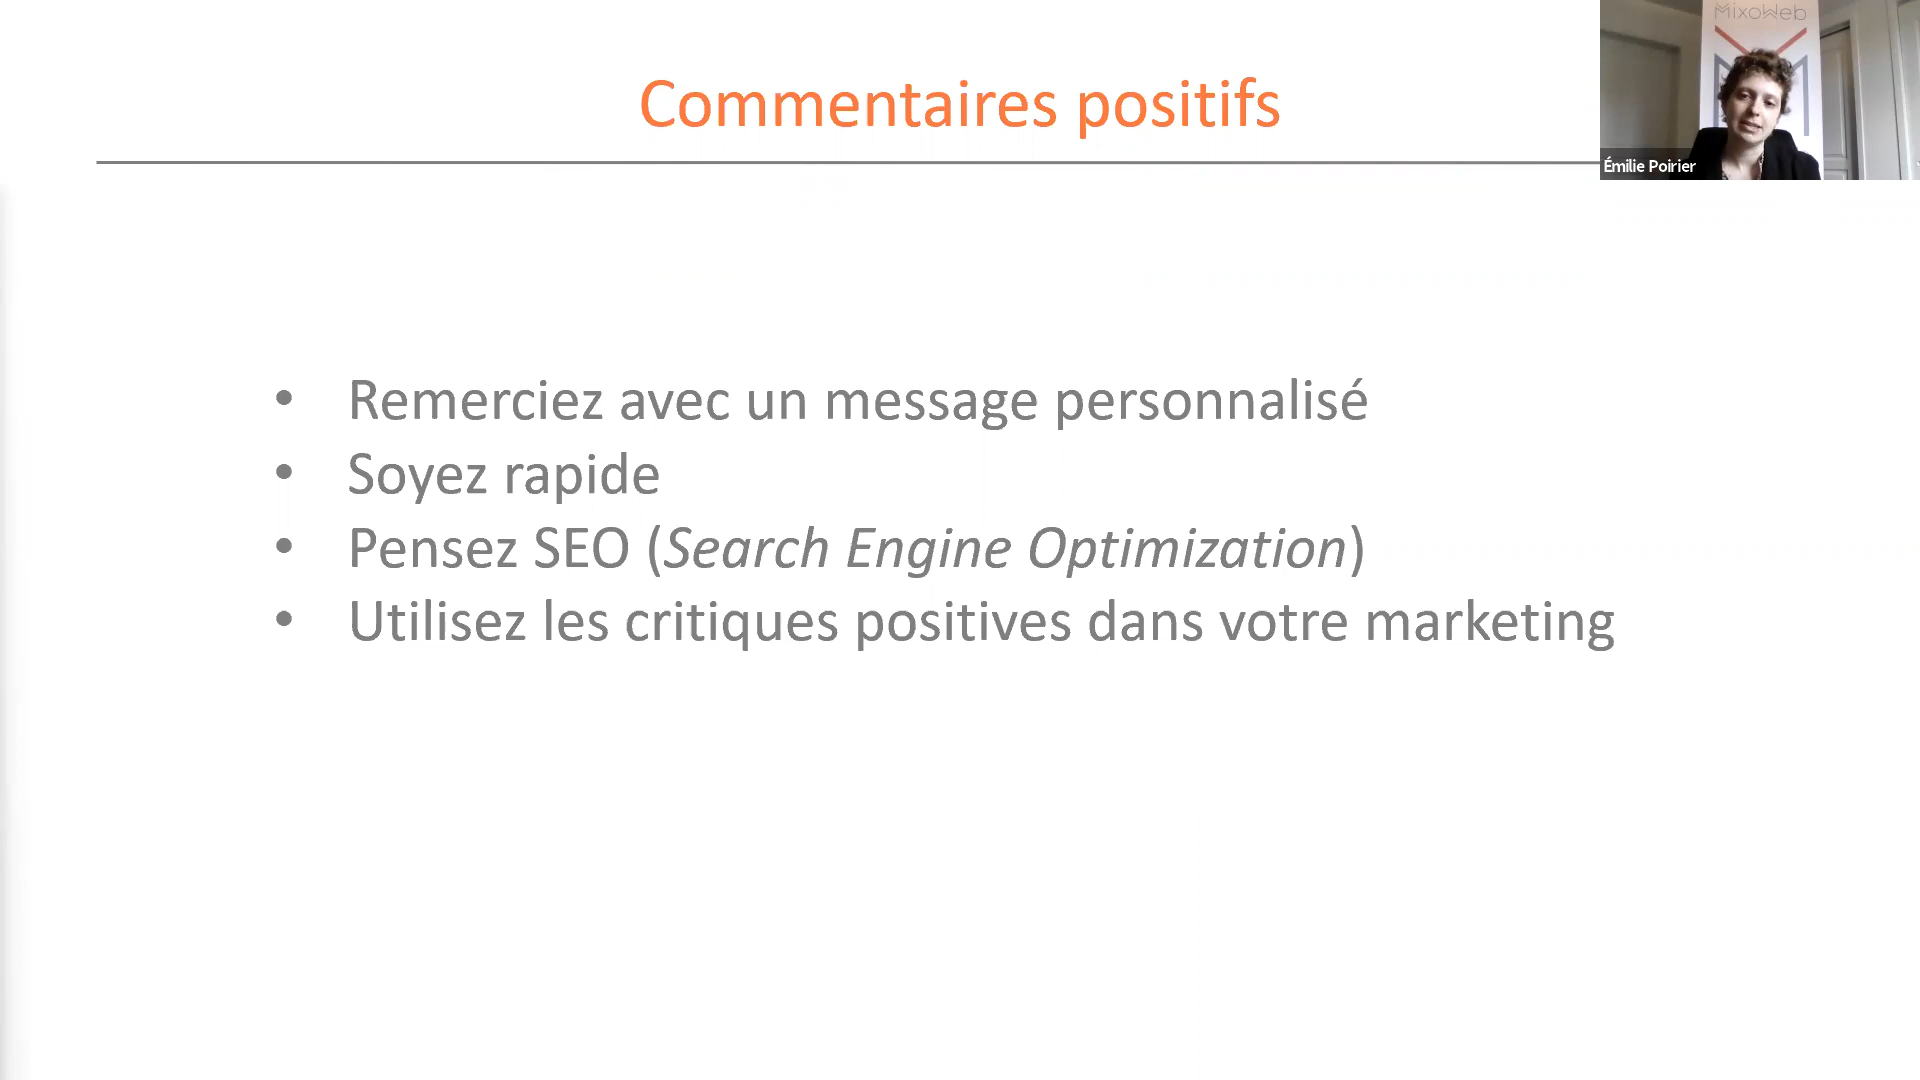 Commentaires positifs
MixoWeb
Émilie Poirier
• Remerciez avec un message personnalisé
• Soyez rapide
• Pensez SEO (Search Engine Optimization)
• Utilisez les critiques positives dans votre marketing